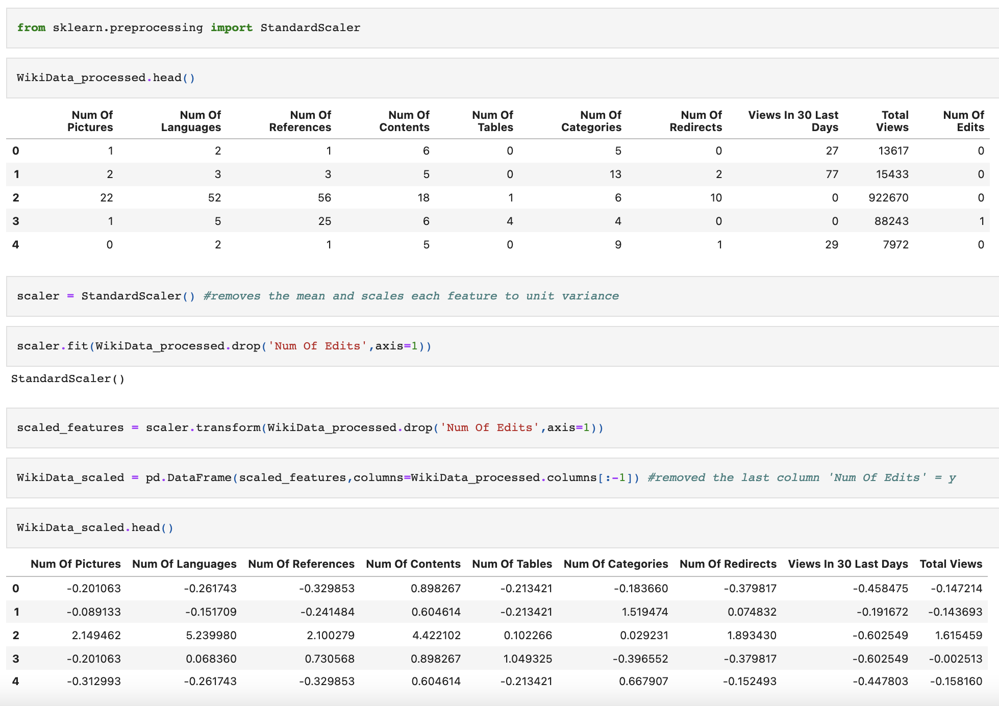 from sklearn.preprocessing import StandardScaler
WikiData_processed.head()
Num Of Pictures Num Of Languages Num Of References Num Of Contents Num Of Tables Num Of Categories Num Of Redirects Views In 30 Last Days Total Views Num Of Edits
0 1 2 1 6 0 5 0 27 13617 0
1 2 3 3 5 0 13 2 77 15433 0
2 22 52 56 18 1 6 10 0 922670 0
3 1 5 25 6 4 4 0 0 88243 1
4 0 2 1 5 0 9 1 29 7972 0
scaler = StandardScaler() #removes the mean and scales each feature to unit variance
scaler.fit(WikiData_processed.drop('Num Of Edits',axis=1))
StandardScaler()
scaled_features = scaler.transform(WikiData_processed.drop('Num Of Edits',axis=1))
WikiData_scaled = pd.DataFrame(scaled_features,columns=WikiData_processed.columns[:-1]) #removed the last column 'Num Of Edits' = y
WikiData_scaled.head()
Num Of Pictures Num Of Languages Num Of References Num Of Contents Num Of Tables Num Of Categories Num Of Redirects Views In 30 Last Days Total Views
0 -0.201063 -0.261743 -0.329853 0.898267 -0.213421 -0.183660 -0.379817 -0.458475 -0.147214
1 -0.089133 -0.151709 -0.241484 0.604614 -0.213421 1.519474 0.074832 -0.191672 -0.143693
2 2.149462 5.239980 2.100279 4.422102 0.102266 0.029231 1.893430 -0.602549 1.615459
3 -0.201063 0.068360 0.730568 0.898267 1.049325 -0.396552 -0.379817 -0.602549 -0.002513
4 -0.312993 -0.261743 -0.329853 0.604614 -0.213421 0.667907 -0.152493 -0.447803 -0.158160